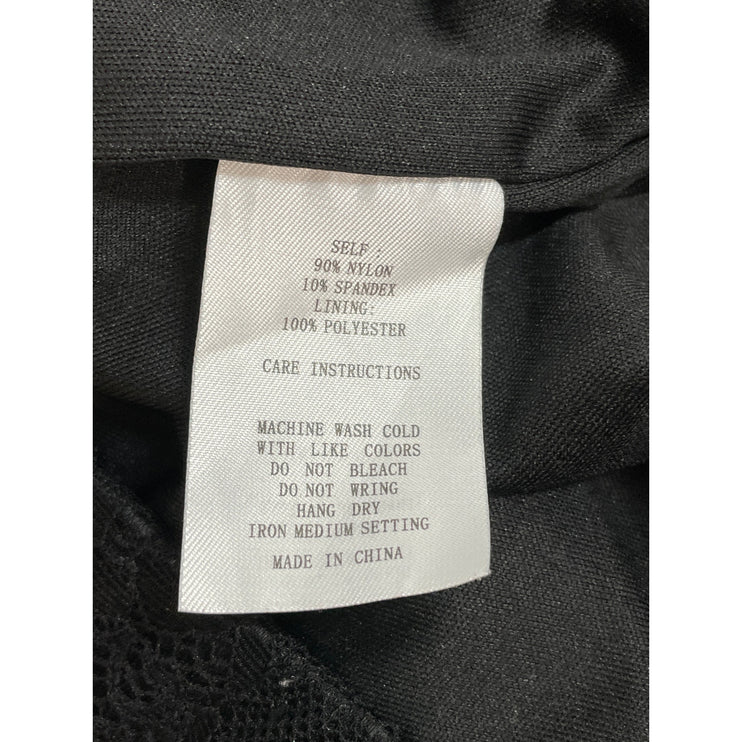 SELF :
90% NYLON
10% SPANDEX
LINING:
100% POLYESTER
CARE INSTRUCTIONS
MACHINE WASH COLD
WITH LIKE COLORS
DO NOT BLEACH
DO NOT WRING
HANG DRY
IRON MEDIUM SETTING
MADE IN CHINA